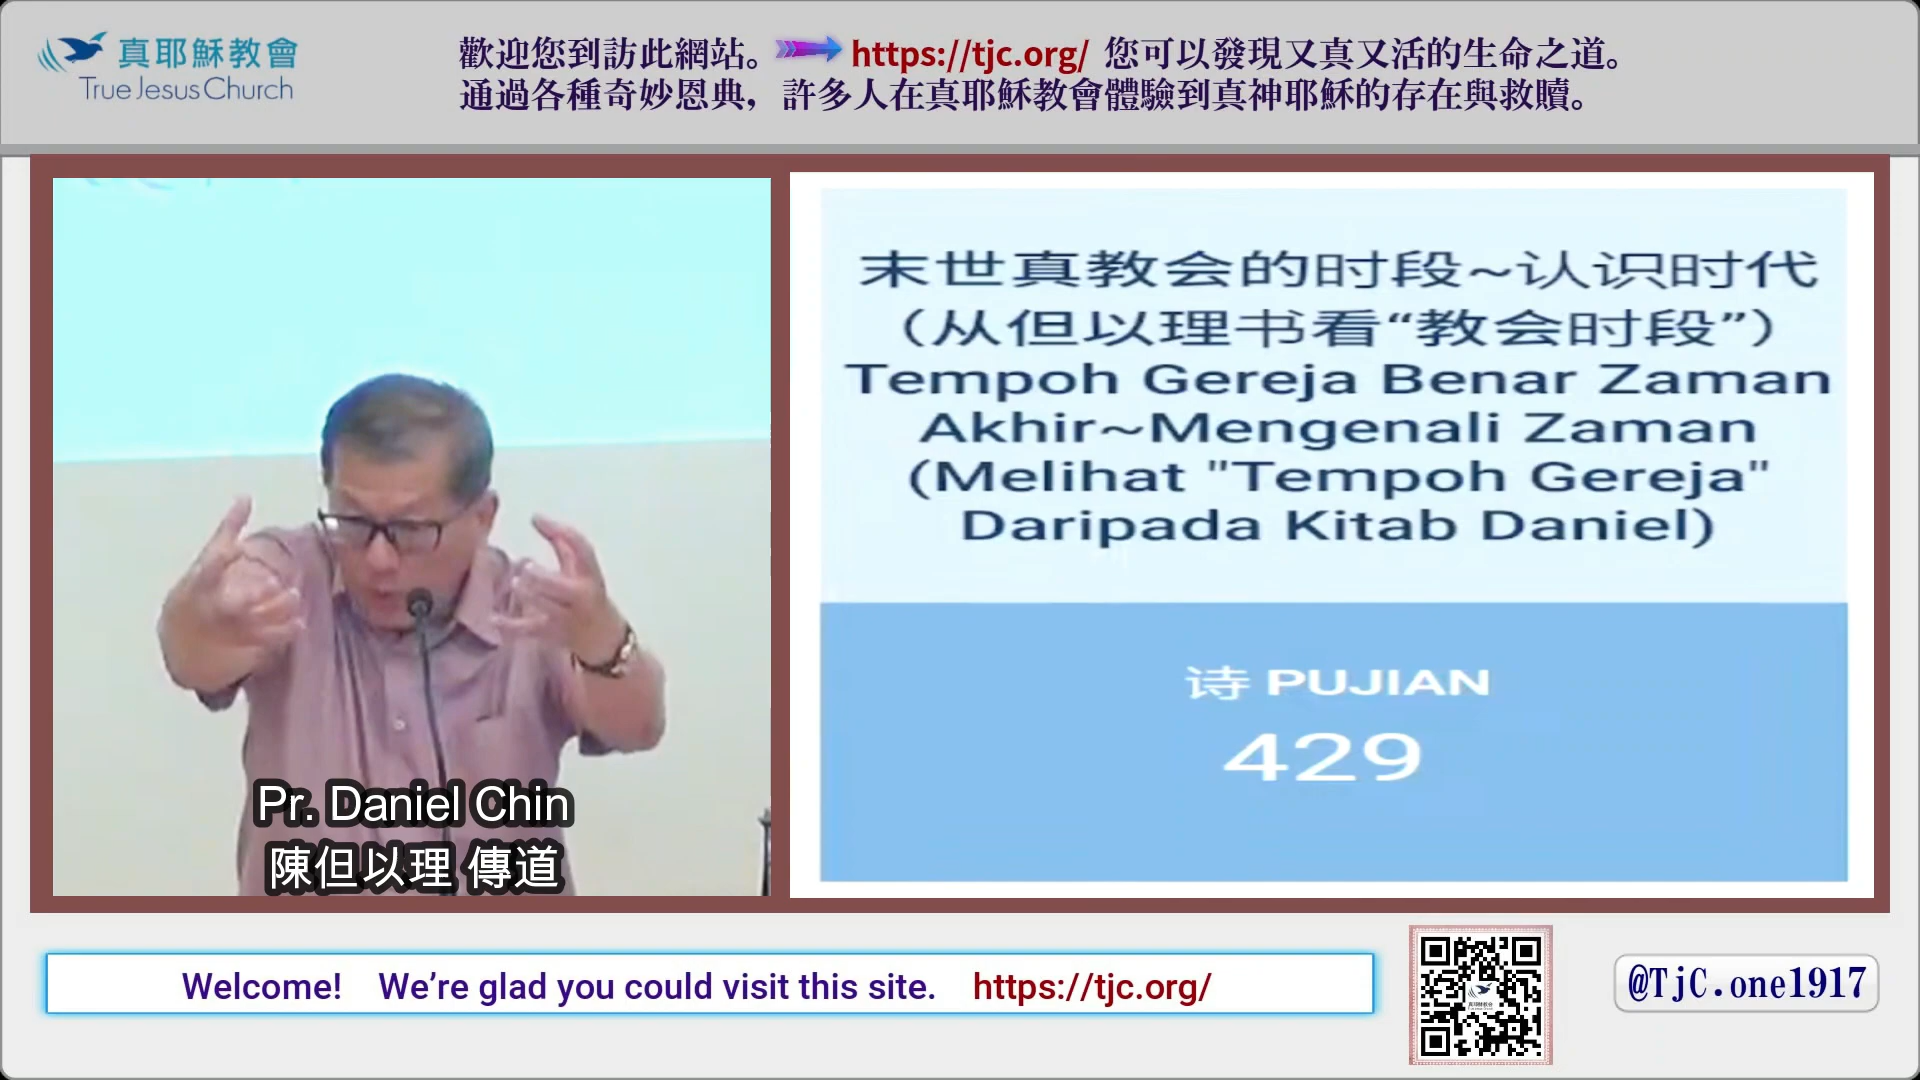 真耶穌教會
True Jesus Church
歡迎您到訪此網站。 https://tjc.org/ 您可以發現又真又活的生命之道。
通過各種奇妙恩典，許多人在真耶穌教會體驗到真神耶穌的存在與救贖。
末世真教会的时段~认识时代
（从但以理书看“教会时段”）
Tempoh Gereja Benar Zaman
Akhir~Mengenali Zaman
(Melihat "Tempoh Gereja"
Daripada Kitab Daniel)
诗 PUJIAN
429
Pr. Daniel Chin
陳但以理 傳道
Welcome! We’re glad you could visit this site. https://tjc.org/
@TjC.one1917